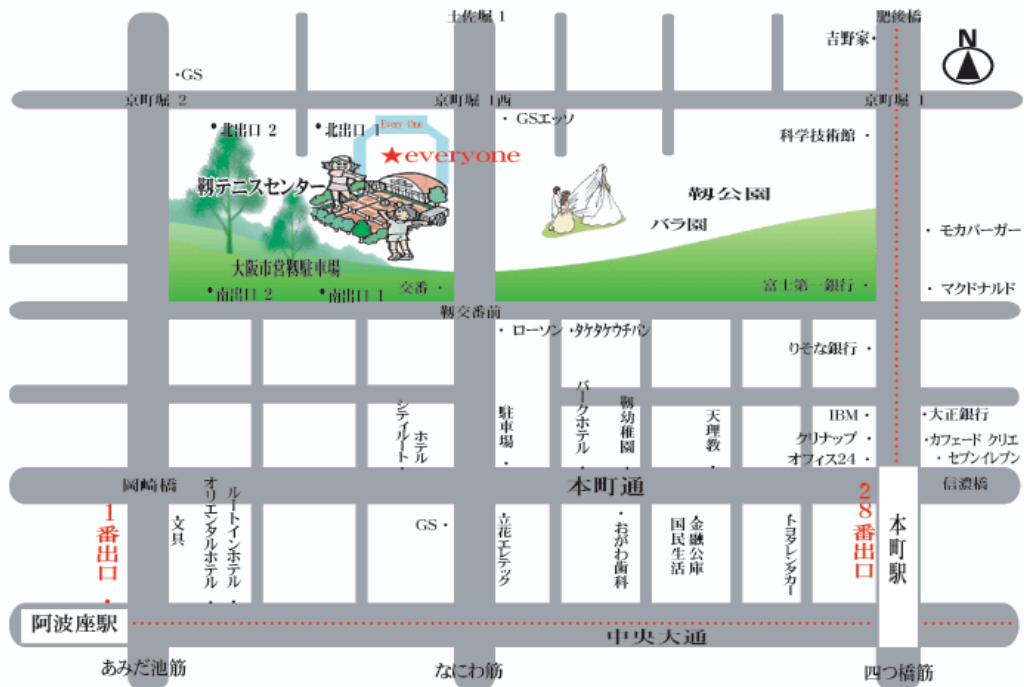 土佐堀 1
肥後橋
吉野家・
N
・GS
京町堀 2
京町堀 1西
京町堀 1
・北出口 2
・北出口 1
Every One
・GSエッソ
科学技術館・
★everyone
靱テニスセンター
靱公園
バラ園
・モカバーガー
大阪市営靱駐車場
・南出口 2
・南出口 1
交番・
富士第一銀行・
・マクドナルド
靱交番前
・ローソン
・タケタケウチパン
りそな銀行・
シティルート
ホテル
駐車場
パークホテル
靱幼稚園
天理教
IBM・
・大正銀行
クリナップ・
・カフェード クリエ
オフィス24・
・セブンイレブン
岡崎橋
本町通
信濃橋
1番出口
・文具
オリエンタルホテル
ルートインホテル
GS・
・立花エレテック
・おがわ歯科
国民生活
金融公庫
トヨタレンタカー
28番出口
本町駅
阿波座駅
中央大通
あみだ池筋
なにわ筋
四つ橋筋